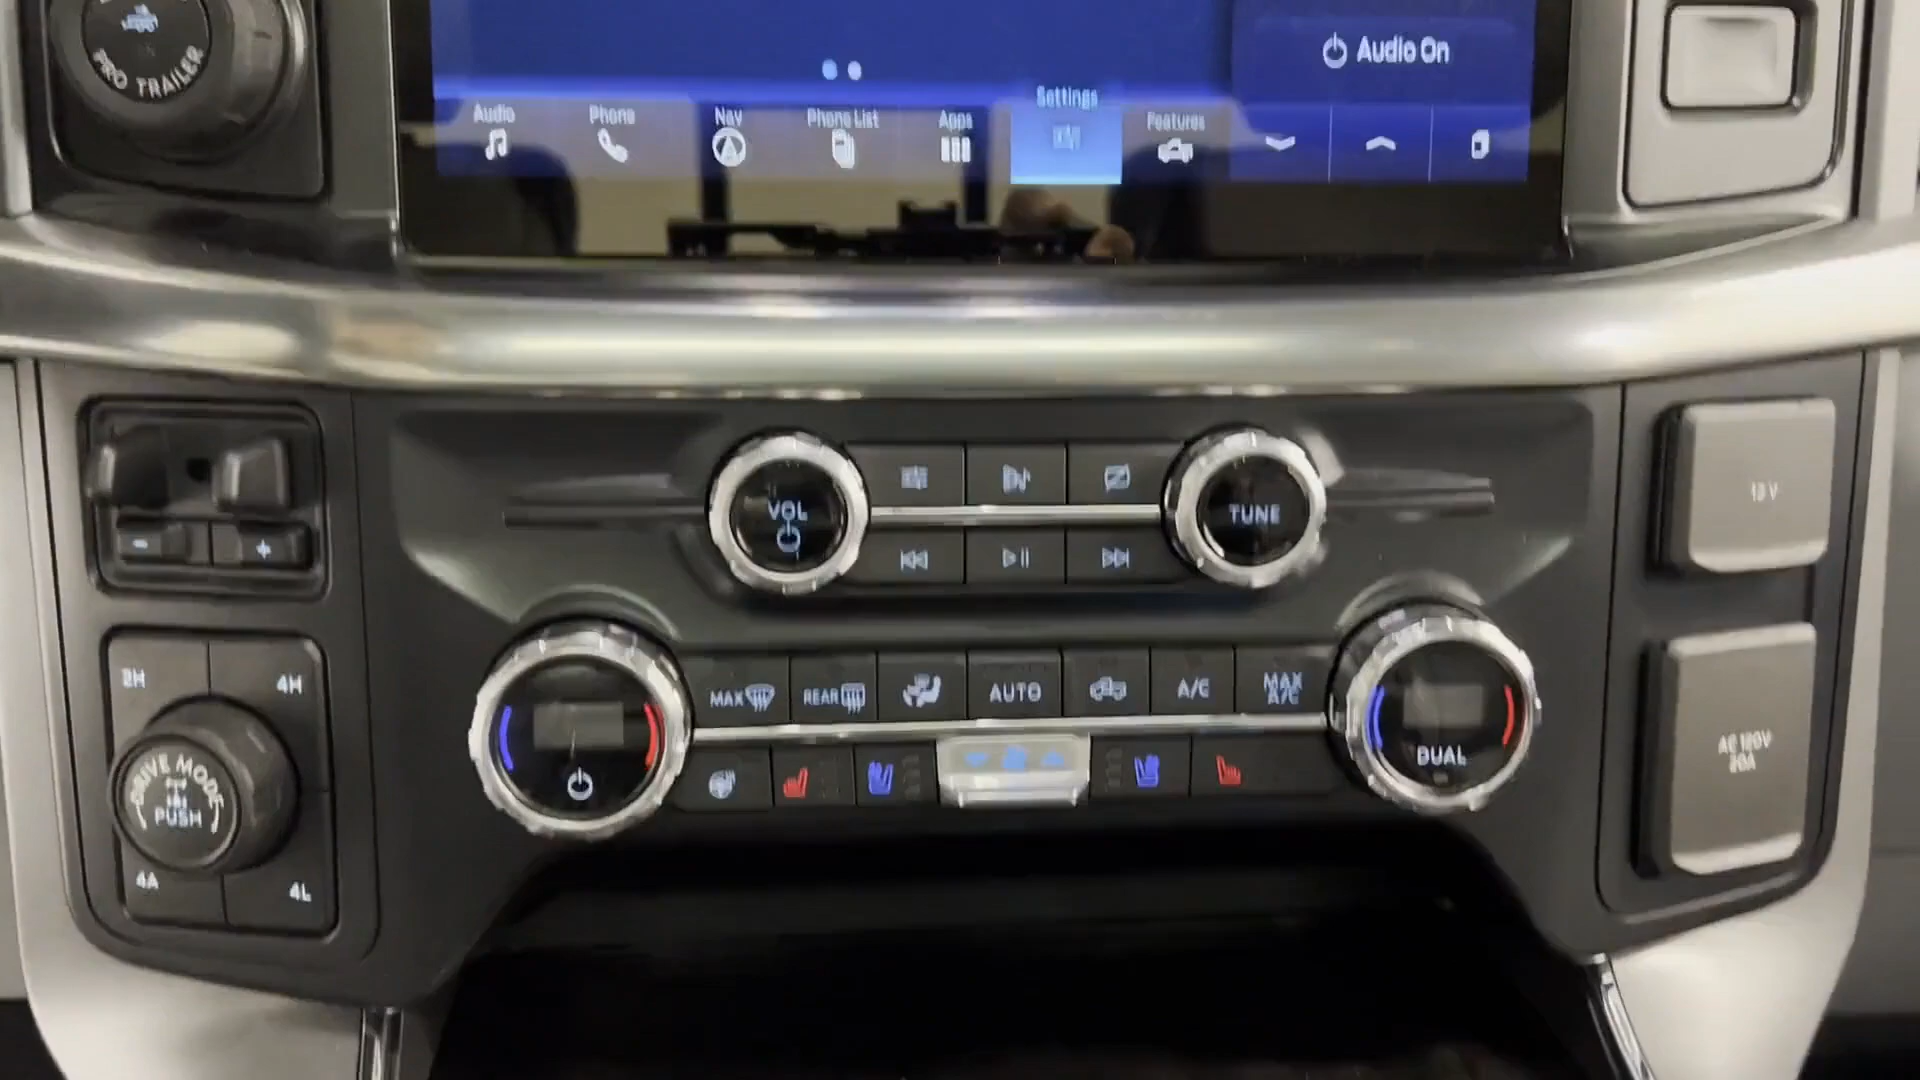 PRO TRAILER
Audio On
Audio
Phone
Nav
Phone List
Apps
Settings
Features
VOL
TUNE
- +
12 V
2H
4H
DRIVE MODE
PUSH
4A
4L
MAX
REAR
AUTO
A/C
MAX
A/C
DUAL
AC 120V
20A